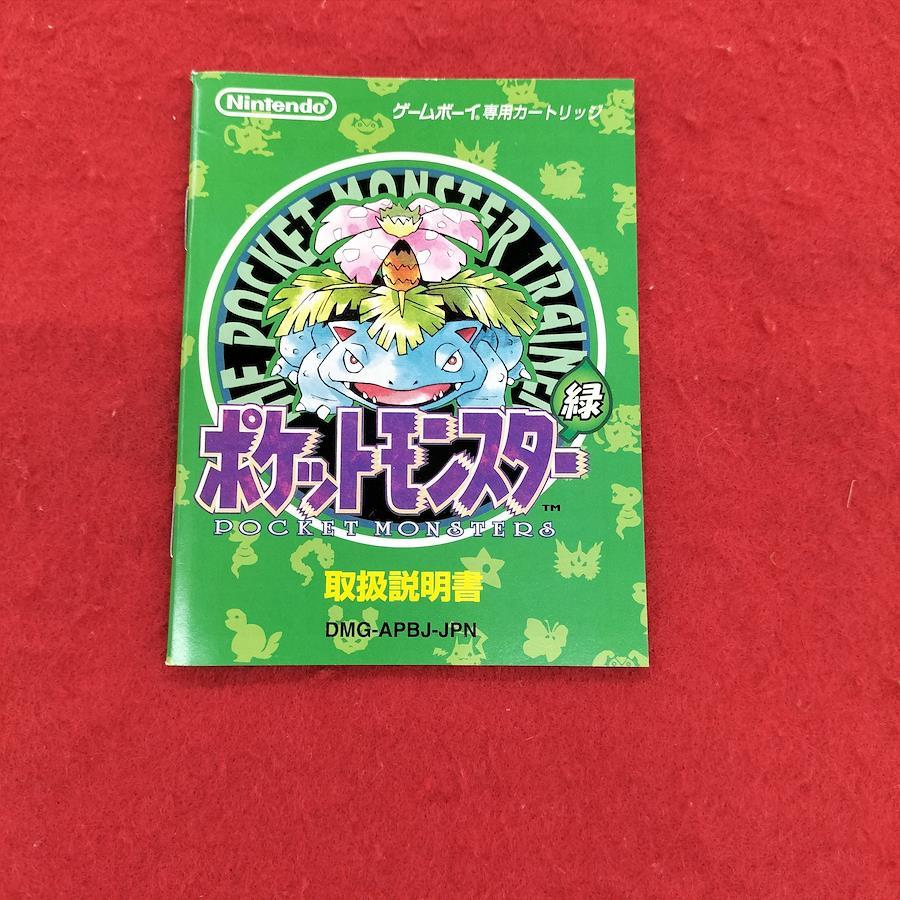 Nintendo®
ゲームボーイ®専用カートリッジ
THE POCKET MONSTER TRAINER
緑
ポケットモンスター
TM
POCKET MONSTERS
取扱説明書
DMG-APBJ-JPN